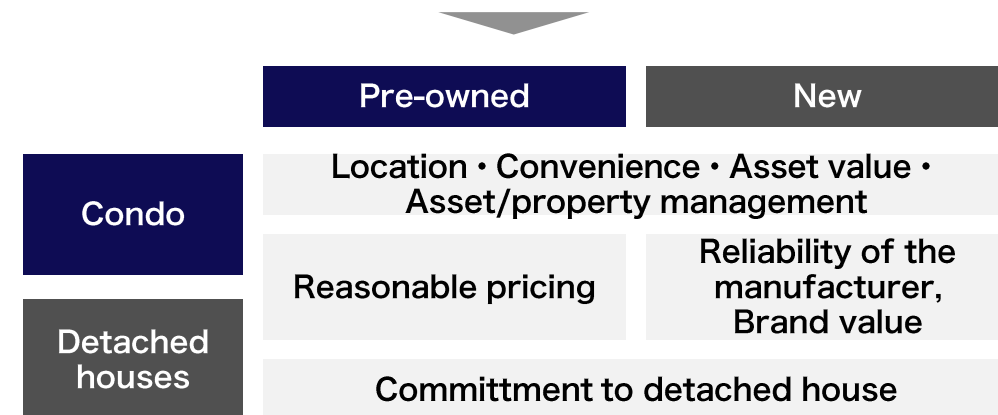 Pre-owned
New
Condo
Location・Convenience・Asset value・
Asset/property management
Reasonable pricing
Reliability of the
manufacturer,
Brand value
Detached
houses
Committment to detached house